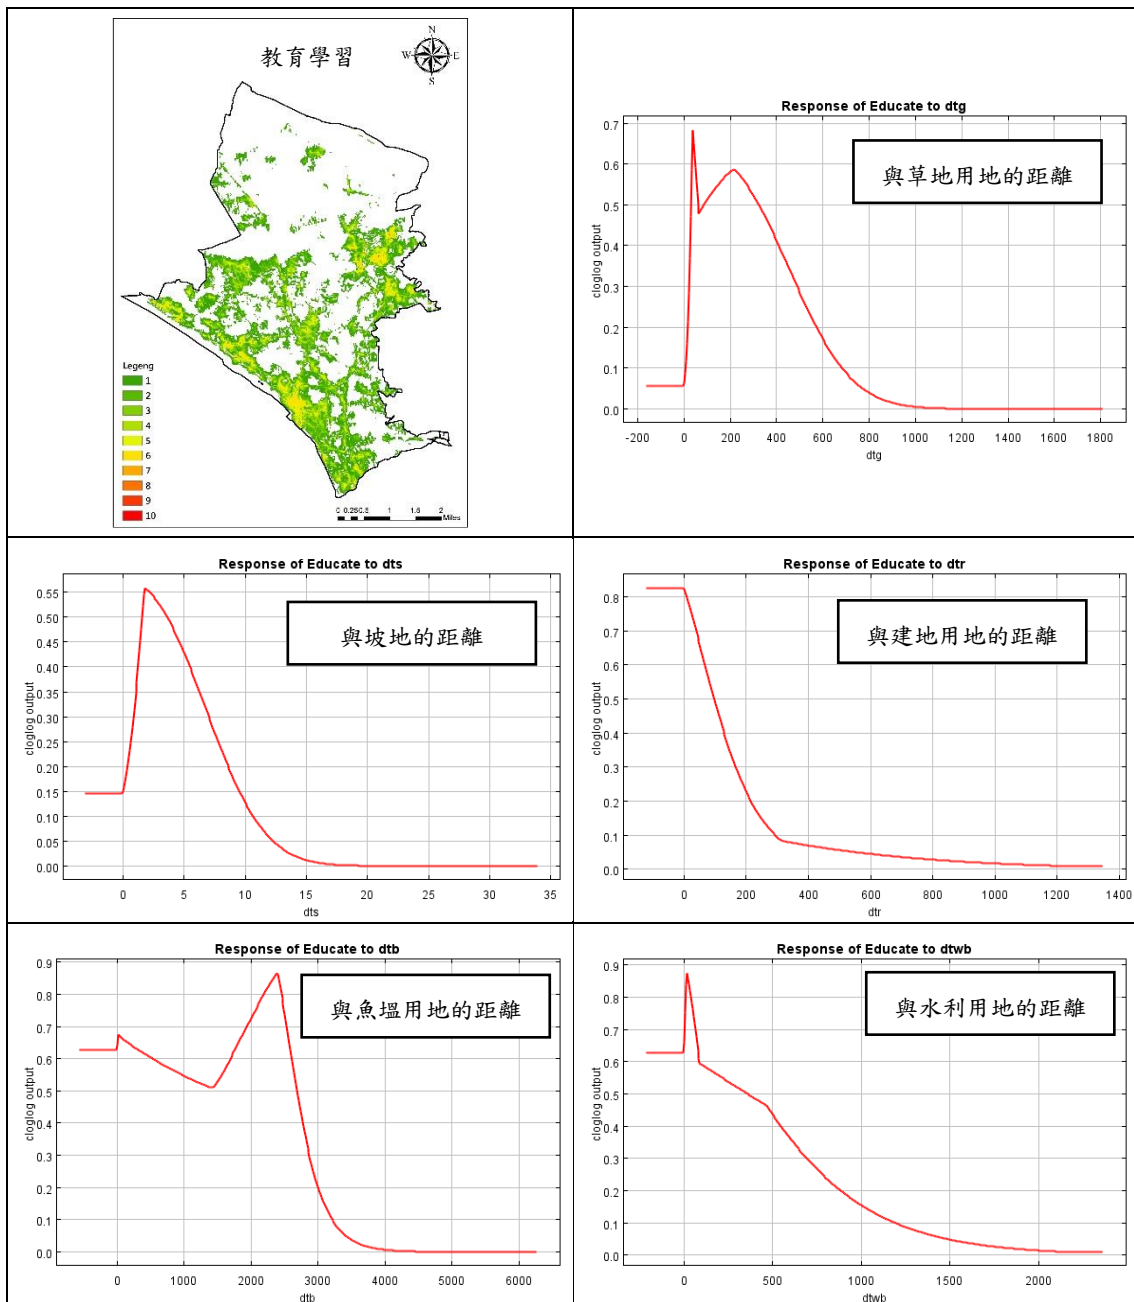 教育學習
N
W
E
S
Legeng
1
2
3
4
5
6
7
8
9
10
0 0.25 0.5 1 1.5 2
Miles
Response of Educate to dtg
與草地用地的距離
cloglog output
0.7
0.6
0.5
0.4
0.3
0.2
0.1
0.0
-200 0 200 400 600 800 1000 1200 1400 1600 1800
dtg
Response of Educate to dts
與坡地的距離
cloglog output
0.55
0.50
0.45
0.40
0.35
0.30
0.25
0.20
0.15
0.10
0.05
0.00
0 5 10 15 20 25 30 35
dts
Response of Educate to dtr
與建地用地的距離
cloglog output
0.8
0.7
0.6
0.5
0.4
0.3
0.2
0.1
0.0
0 200 400 600 800 1000 1200 1400
dtr
Response of Educate to dtb
與魚塭用地的距離
cloglog output
0.9
0.8
0.7
0.6
0.5
0.4
0.3
0.2
0.1
0.0
0 1000 2000 3000 4000 5000 6000
dtb
Response of Educate to dtwb
與水利用地的距離
cloglog output
0.9
0.8
0.7
0.6
0.5
0.4
0.3
0.2
0.1
0.0
0 500 1000 1500 2000
dtwb